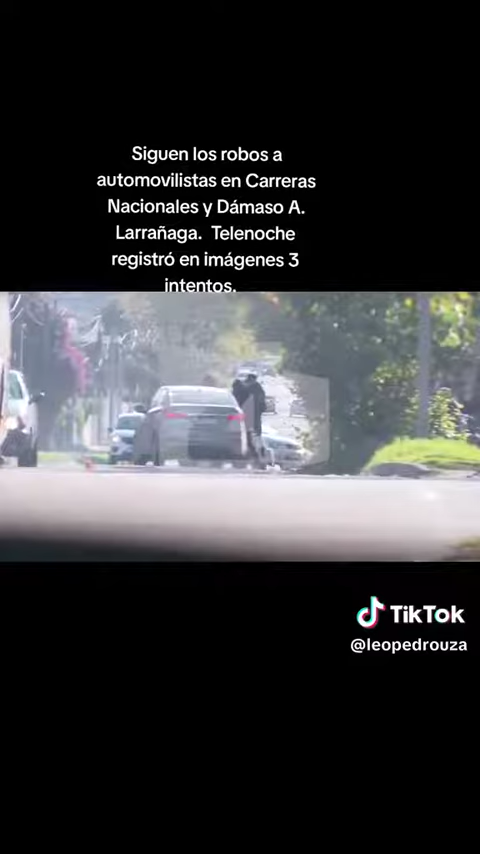 Siguen los robos a
automovilistas en Carreras
Nacionales y Dámaso A.
Larrañaga.  Telenoche
registró en imágenes 3
intentos.
TikTok
@leopedrouza